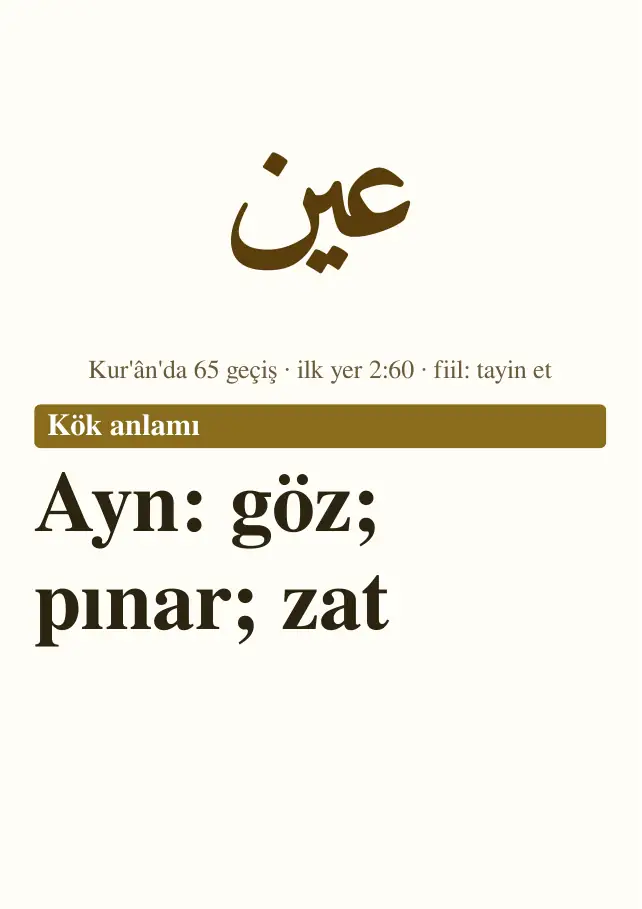 عين
Kur'ân'da 65 geçiş · ilk yer 2:60 · fiil: tayin et
Kök anlamı
Ayn: göz;
pınar; zat